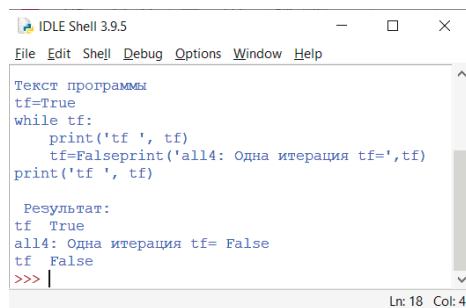 IDLE Shell 3.9.5
File Edit Shell Debug Options Window Help
Текст программы
tf=True
while tf:
    print('tf ', tf)
    tf=Falseprint('all4: Одна итерация tf=',tf)
print('tf ', tf)
 Результат:
tf  True
all4: Одна итерация tf= False
tf  False
>>>
Ln: 18 Col: 4